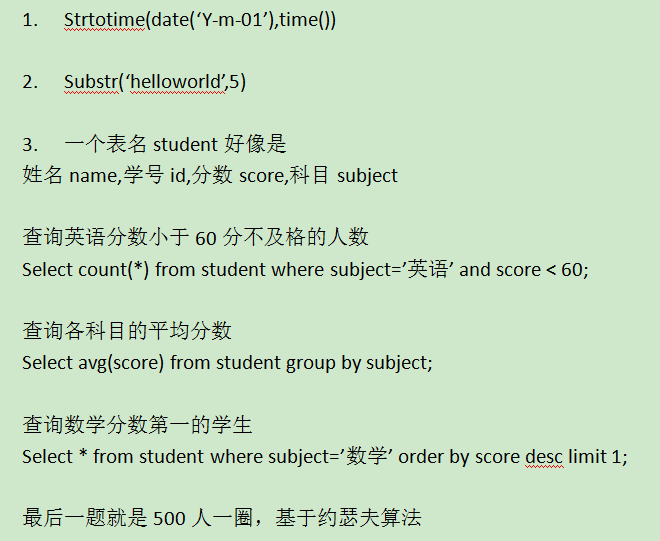 1. Strtotime(date(‘Y-m-01’),time())
2. Substr(‘helloworld’,5)
3. 一个表名 student 好像是
姓名 name,学号 id,分数 score,科目 subject
查询英语分数小于 60 分不及格的人数
Select count(*) from student where subject=’英语’ and score < 60;
查询各科目的平均分数
Select avg(score) from student group by subject;
查询数学分数第一的学生
Select * from student where subject=’数学’ order by score desc limit 1;
最后一题就是 500 人一圈，基于约瑟夫算法